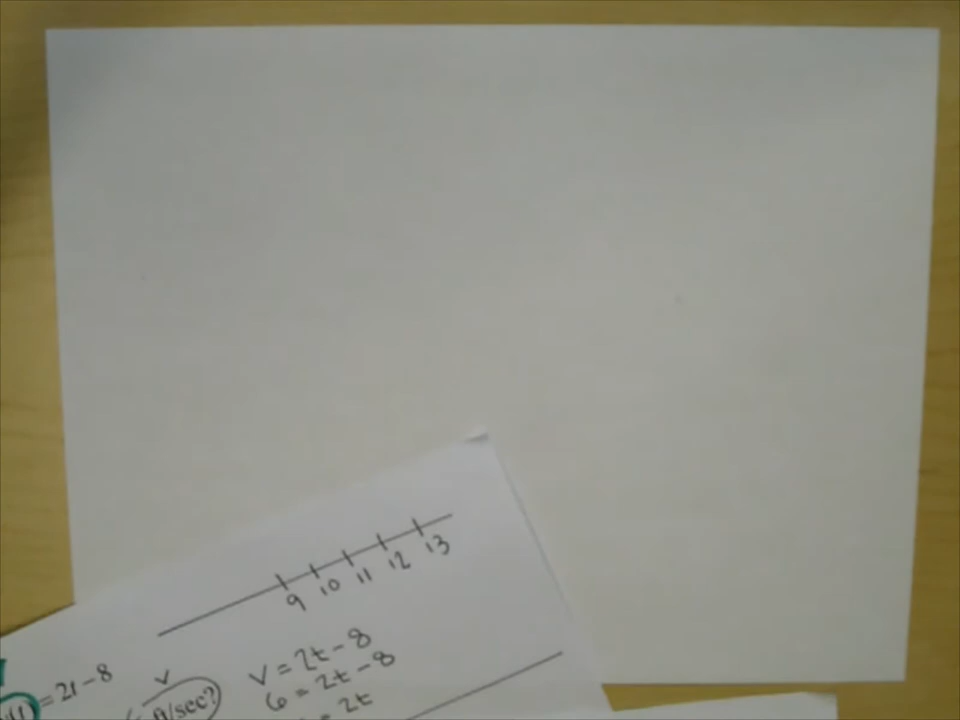 9 10 11 12 13
= 2t - 8
v
ft/sec?
v = 2t - 8
6 = 2t - 8
= 2t